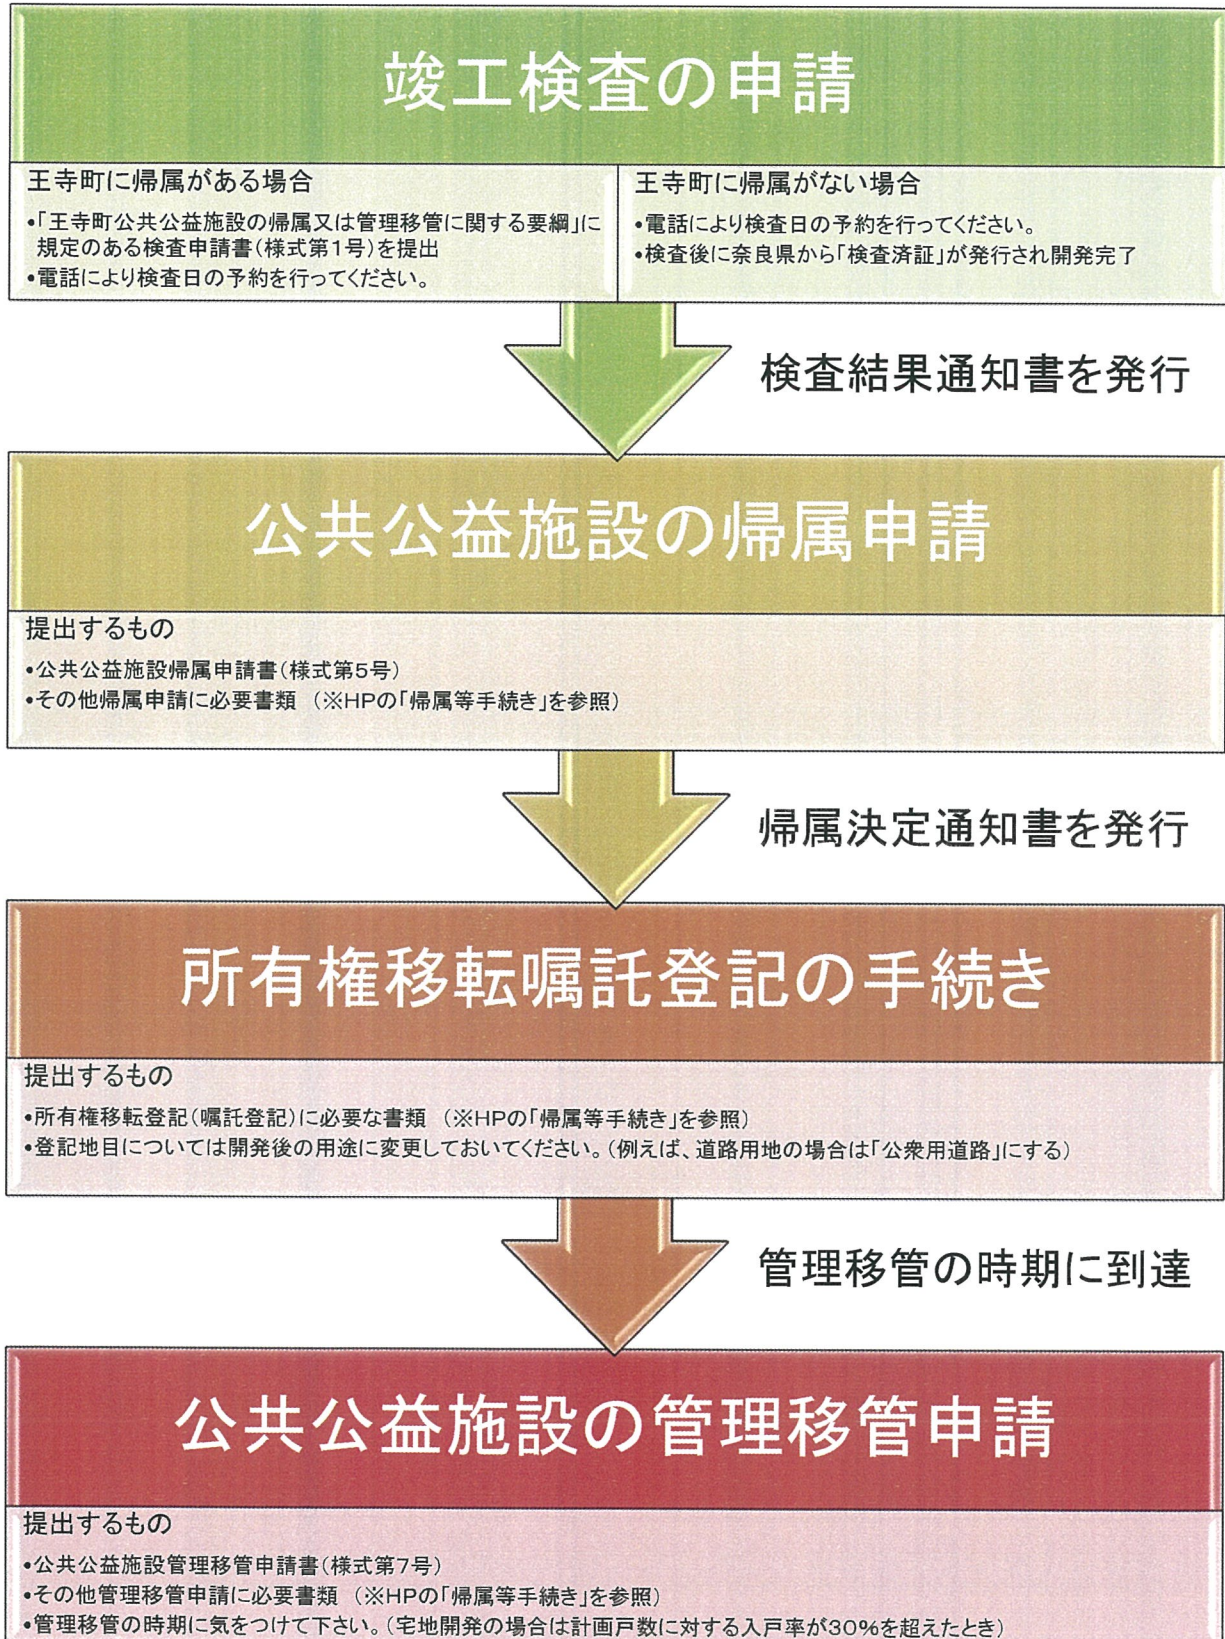 竣工検査の申請
王寺町に帰属がある場合
•「王寺町公共公益施設の帰属又は管理移管に関する要綱」に
規定のある検査申請書(様式第1号)を提出
•電話により検査日の予約を行ってください。
王寺町に帰属がない場合
•電話により検査日の予約を行ってください。
•検査後に奈良県から「検査済証」が発行され開発完了
検査結果通知書を発行
公共公益施設の帰属申請
提出するもの
•公共公益施設帰属申請書(様式第5号)
•その他帰属申請に必要書類 (※HPの「帰属等手続き」を参照)
帰属決定通知書を発行
所有権移転嘱託登記の手続き
提出するもの
•所有権移転登記(嘱託登記)に必要な書類 (※HPの「帰属等手続き」を参照)
•登記地目については開発後の用途に変更しておいてください。(例えば、道路用地の場合は「公衆用道路」にする)
管理移管の時期に到達
公共公益施設の管理移管申請
提出するもの
•公共公益施設管理移管申請書(様式第7号)
•その他管理移管申請に必要書類 (※HPの「帰属等手続き」を参照)
•管理移管の時期に気をつけて下さい。(宅地開発の場合は計画戸数に対する入戸率が30%を超えたとき)